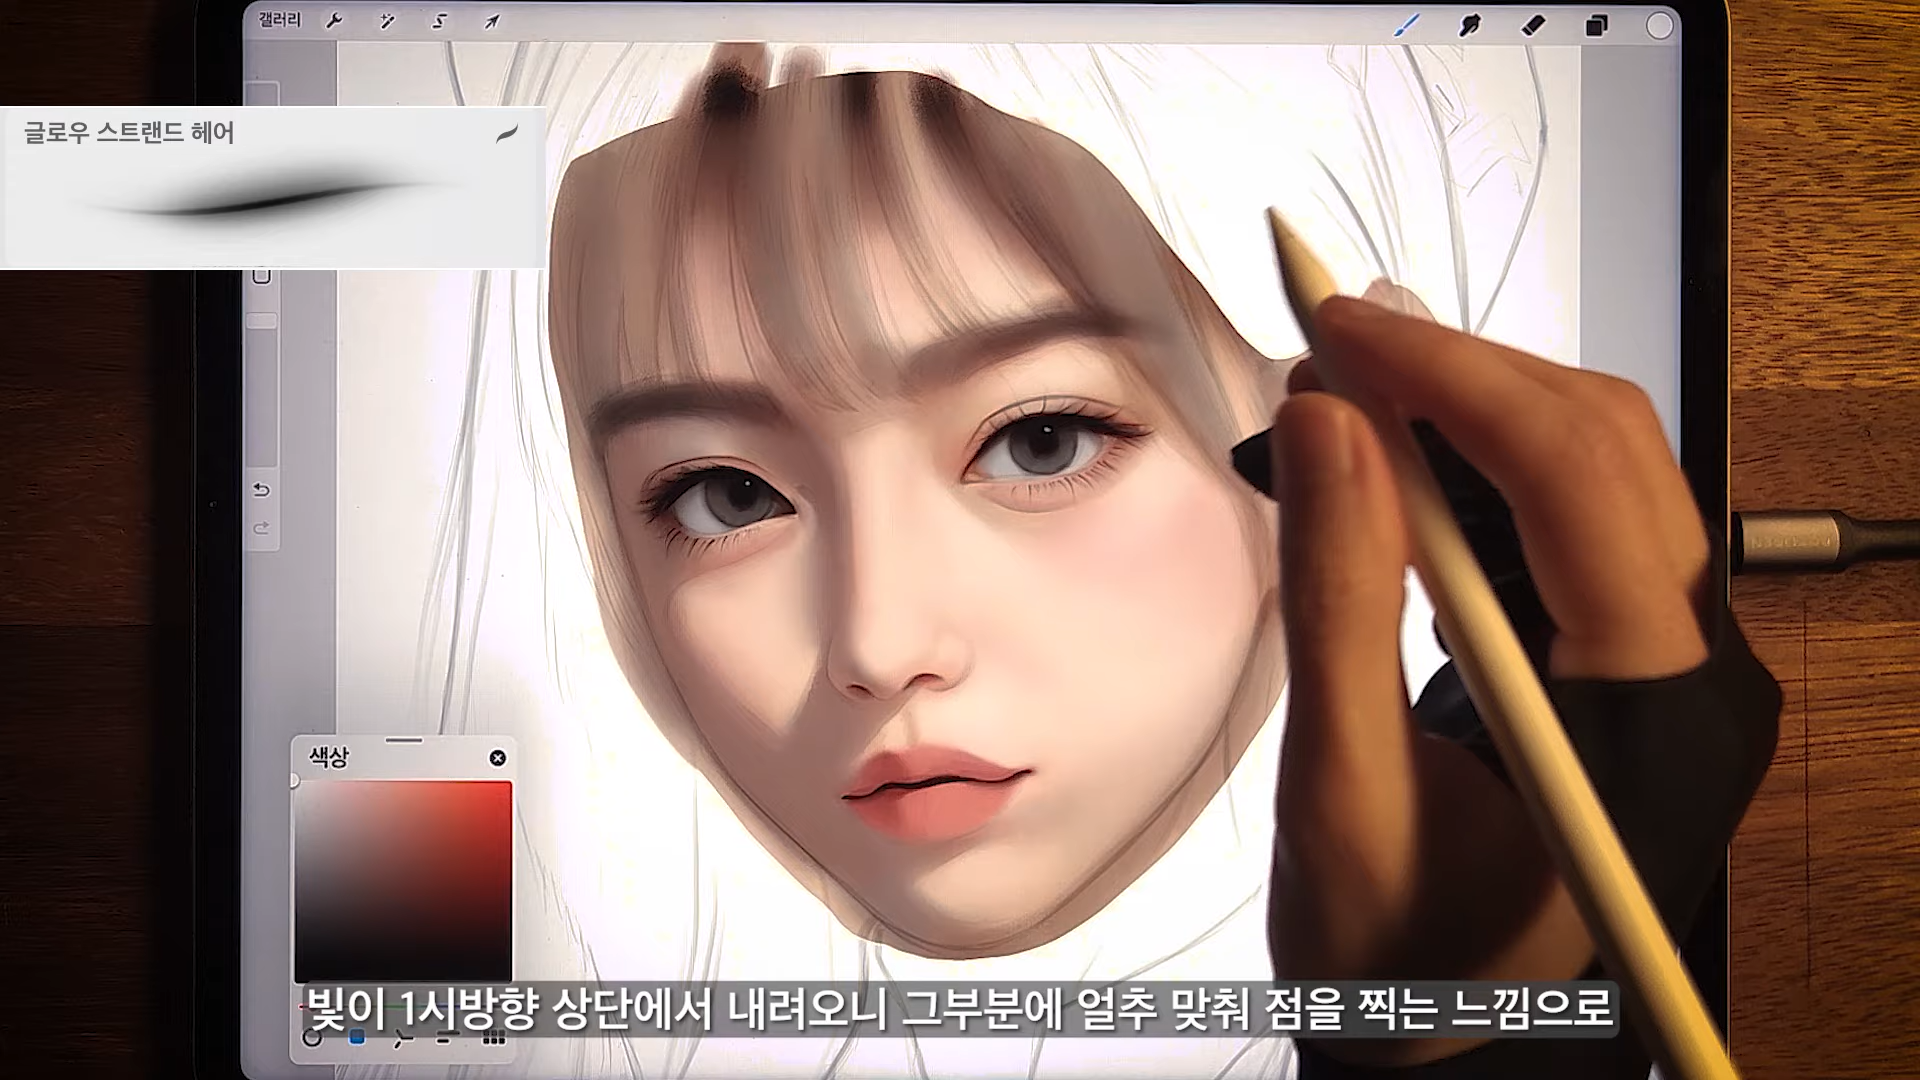 갤러리
글로우 스트랜드 헤어
색상
빛이 1시방향 상단에서 내려오니 그부분에 얼추 맞춰 점을 찍는 느낌으로